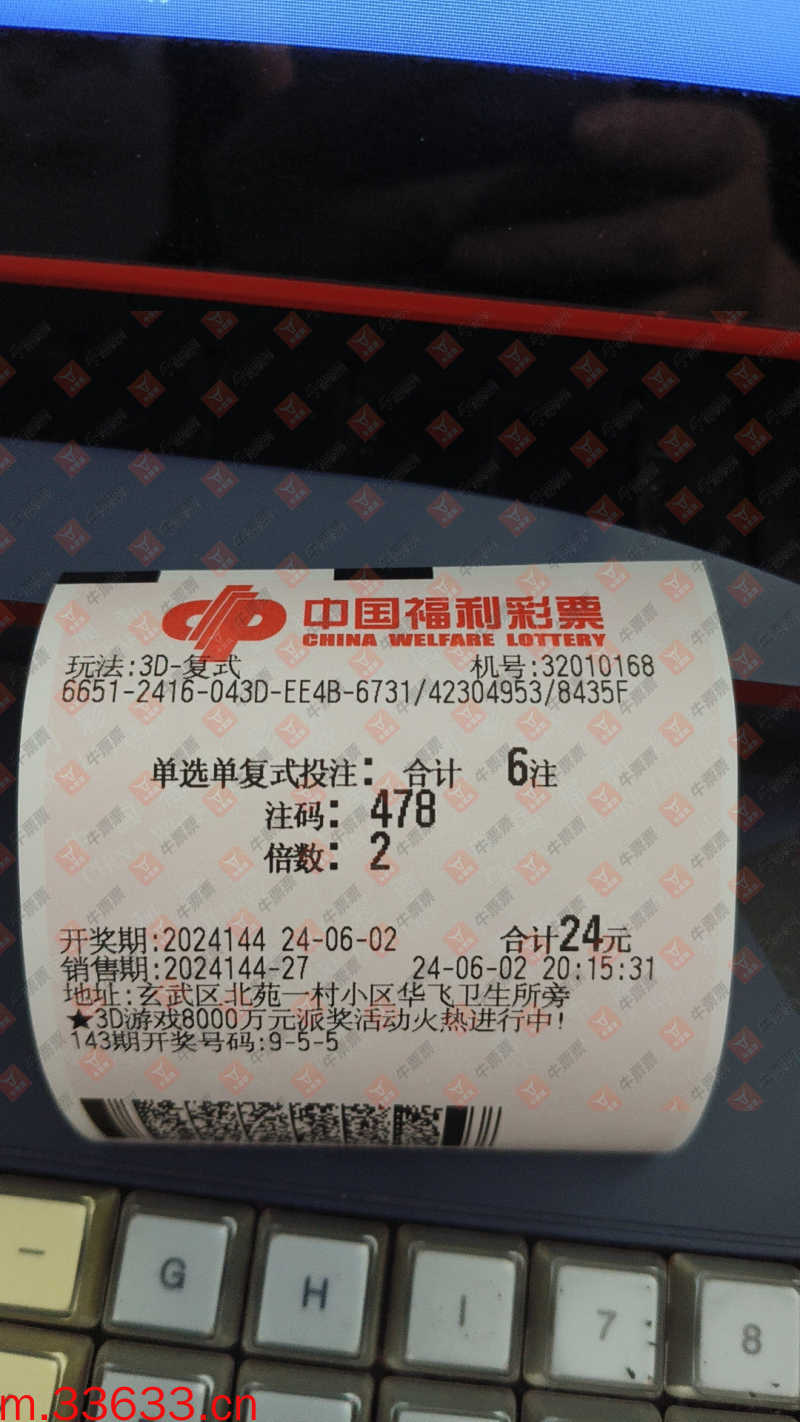 中国福利彩票
CHINA WELFARE LOTTERY
玩法:3D-复式 机号:32010168
6651-2416-043D-EE4B-6731/42304953/8435F
单选单复式投注: 合计 6注
注码: 478
倍数: 2
开奖期:2024144 24-06-02 合计24元
销售期:2024144-27 24-06-02 20:15:31
地址:玄武区北苑一村小区华飞卫生所旁
★3D游戏8000万元派奖活动火热进行中!
143期开奖号码:9-5-5
牛票票
- G H I 7 8
m.33633.cn